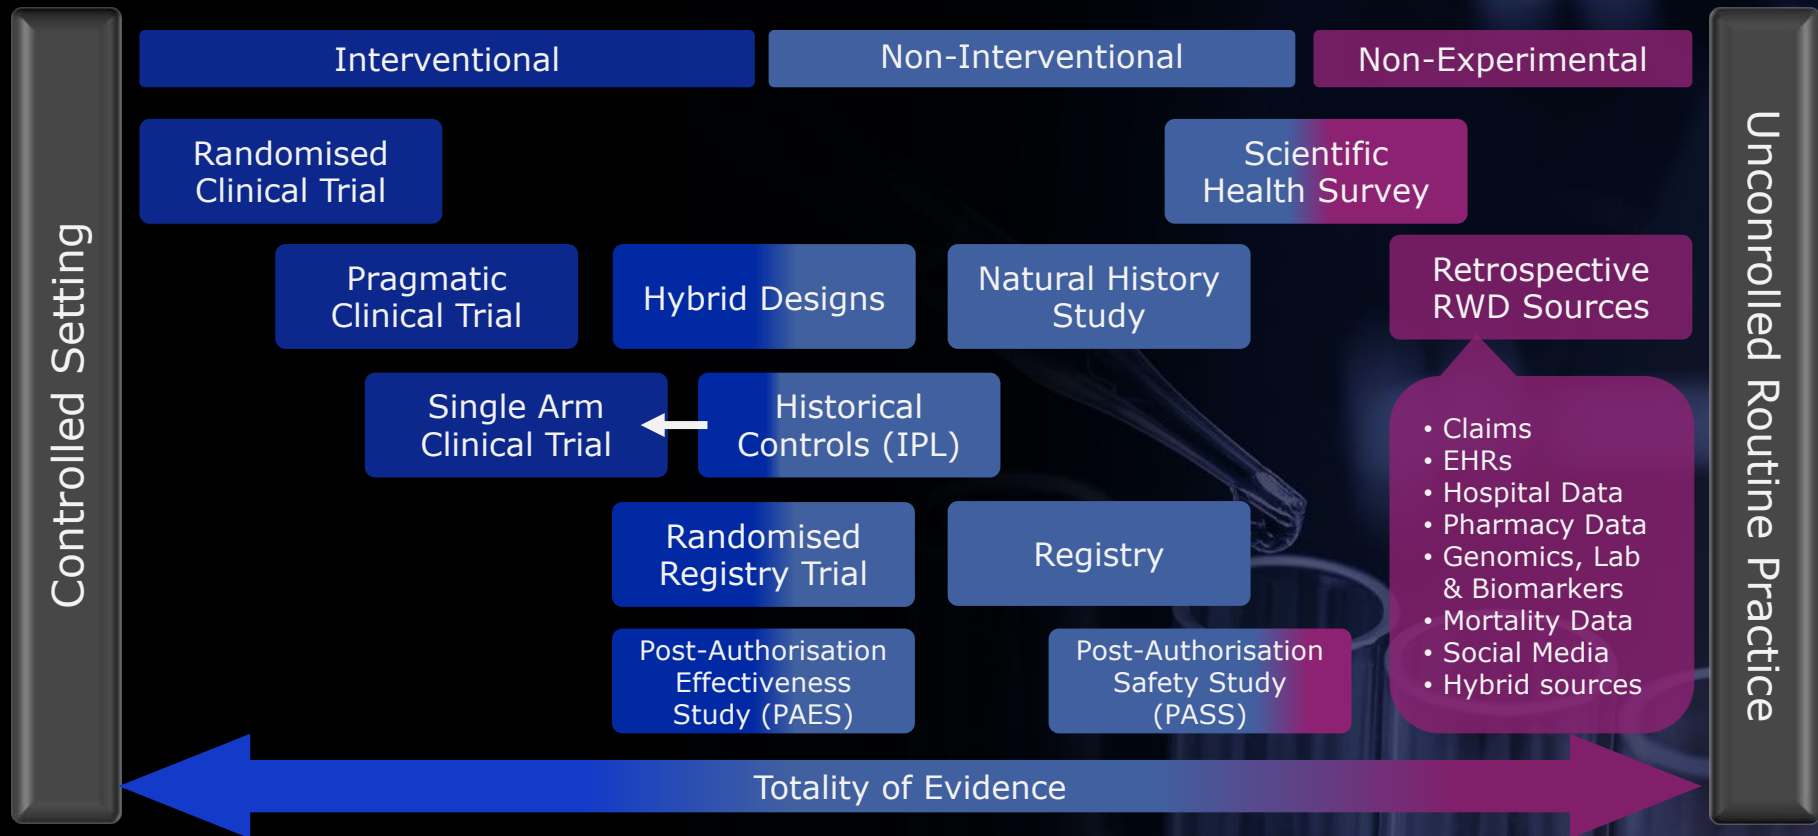 Controlled Setting
Interventional
Non-Interventional
Non-Experimental
Randomised
Clinical Trial
Scientific
Health Survey
Pragmatic
Clinical Trial
Hybrid Designs
Natural History
Study
Retrospective
RWD Sources
Single Arm
Clinical Trial
Historical
Controls (IPL)
• Claims
• EHRs
• Hospital Data
• Pharmacy Data
• Genomics, Lab
& Biomarkers
• Mortality Data
• Social Media
• Hybrid sources
Randomised
Registry Trial
Registry
Post-Authorisation
Effectiveness
Study (PAES)
Post-Authorisation
Safety Study
(PASS)
Totality of Evidence
Unconrolled Routine Practice